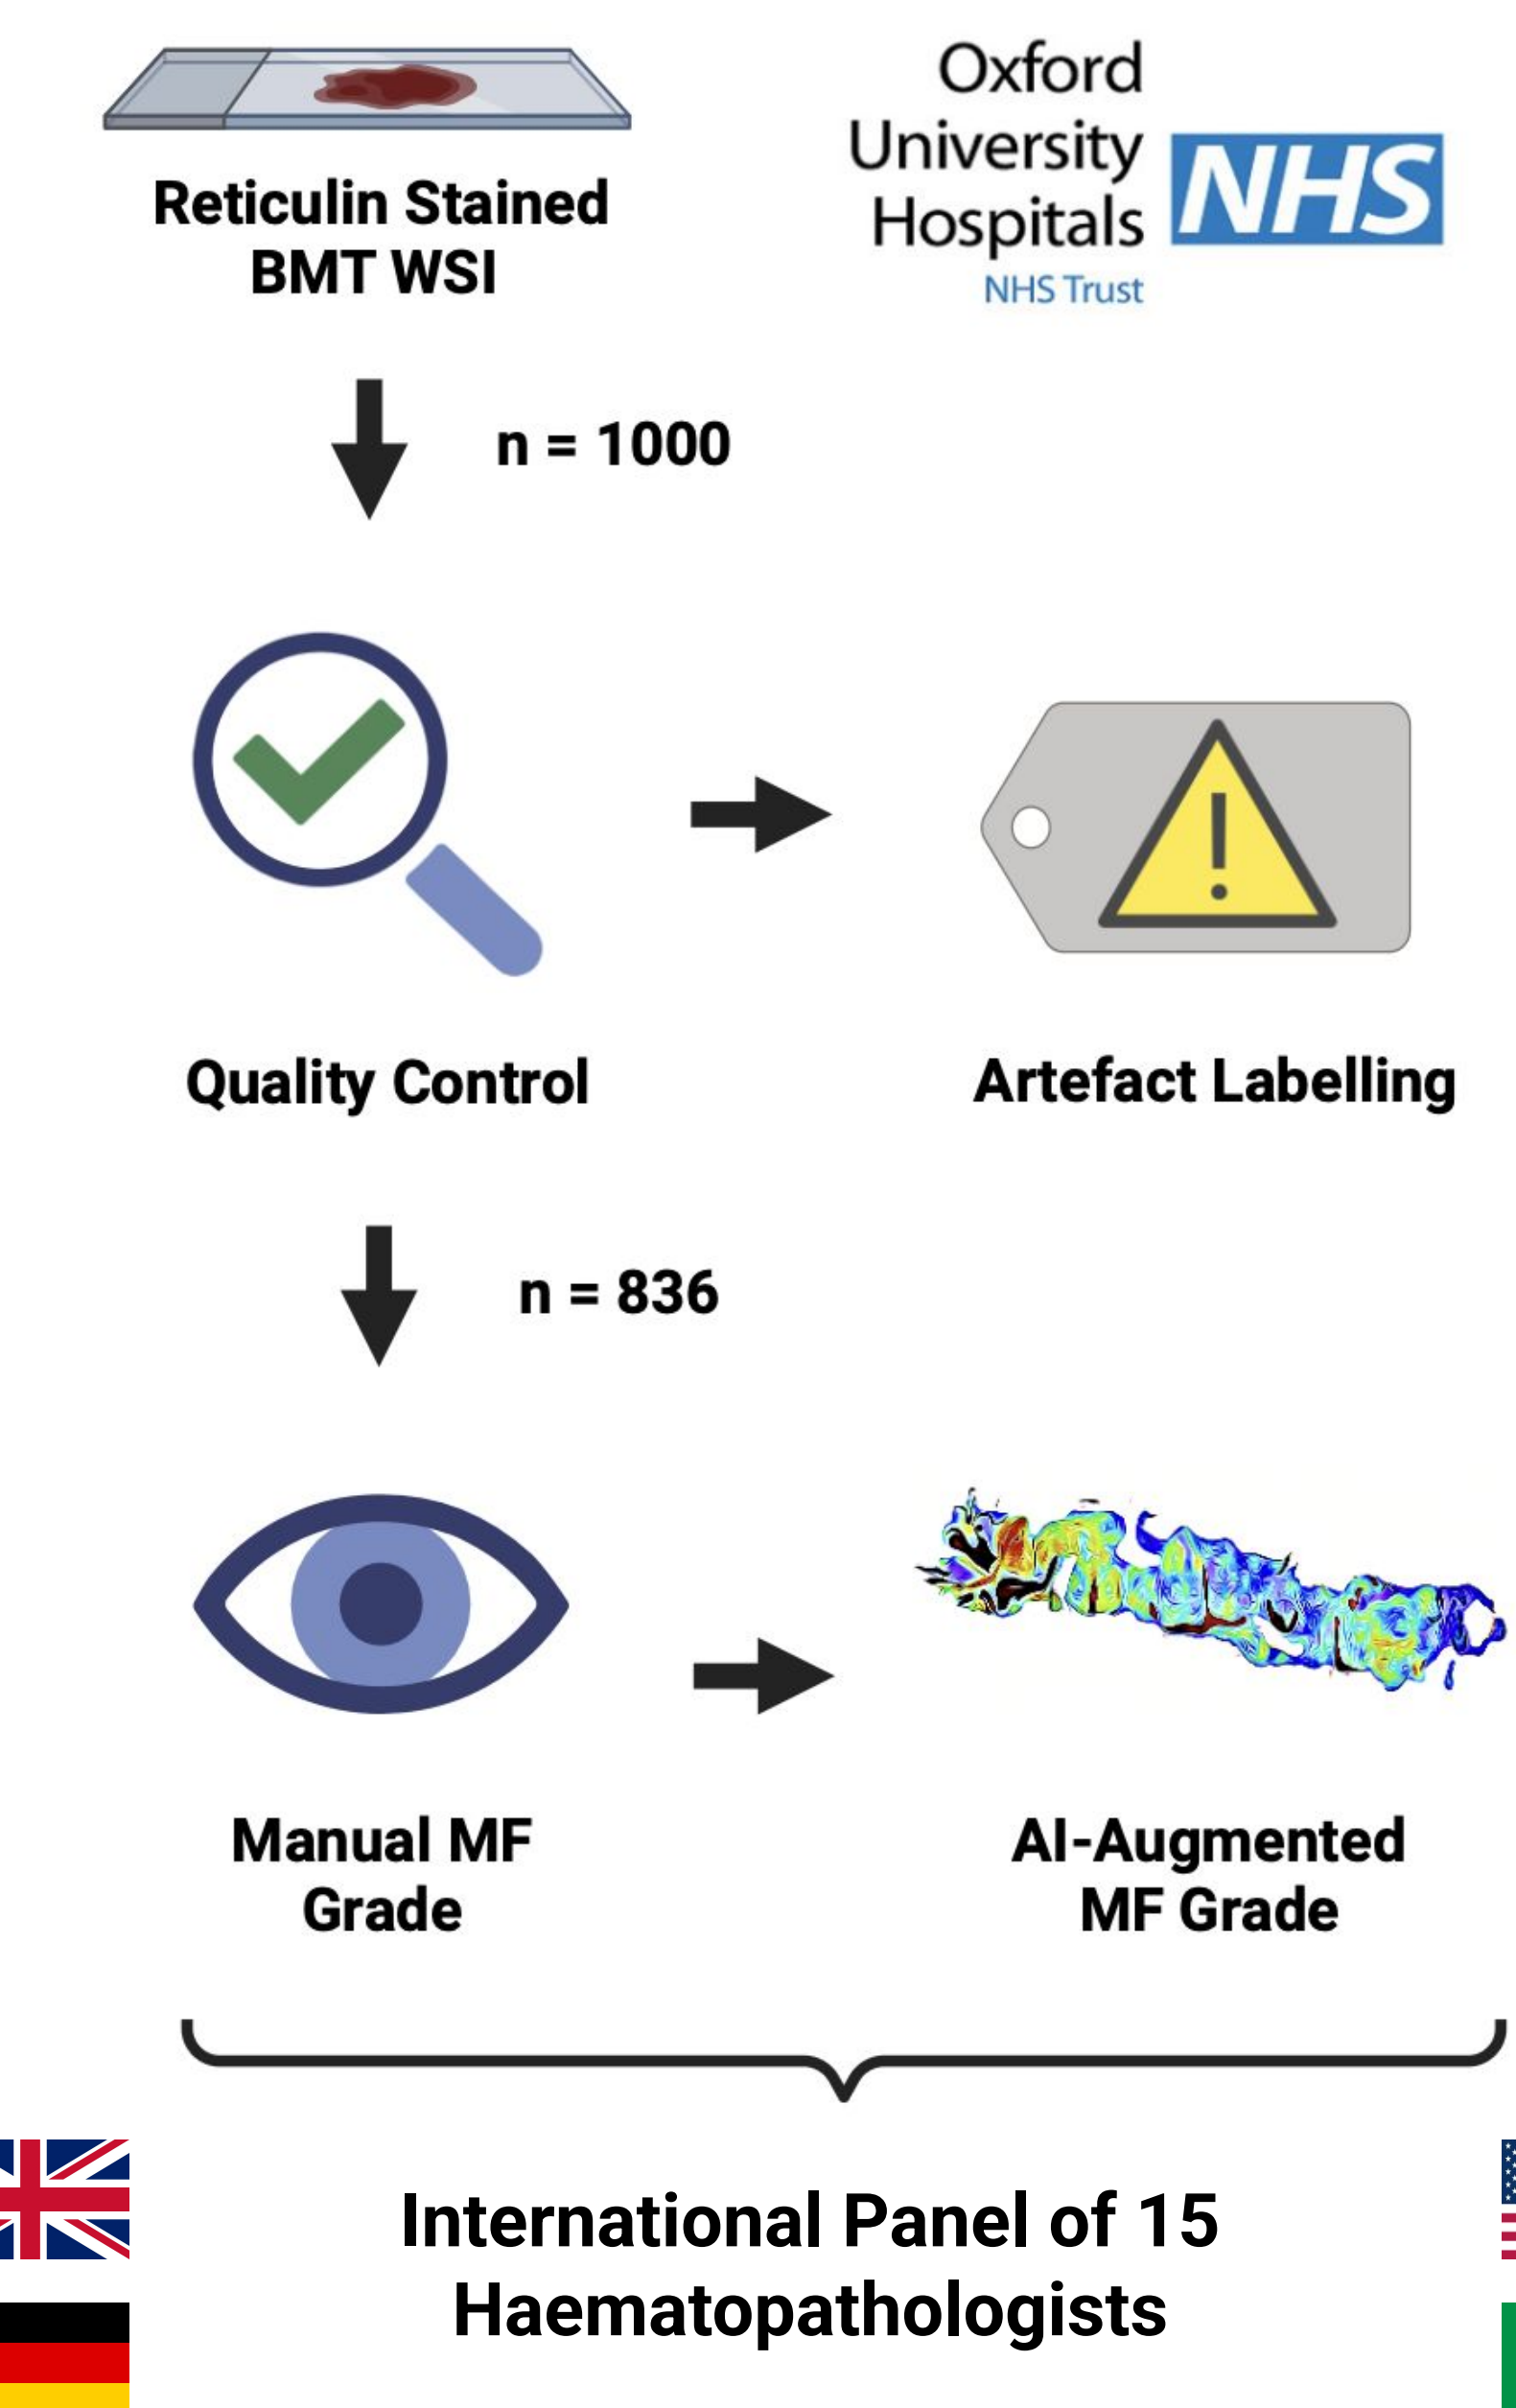 Reticulin Stained
BMT WSI
Oxford
University
Hospitals
NHS
NHS Trust
n = 1000
Quality Control
Artefact Labelling
n = 836
Manual MF
Grade
AI-Augmented
MF Grade
International Panel of 15
Haematopathologists